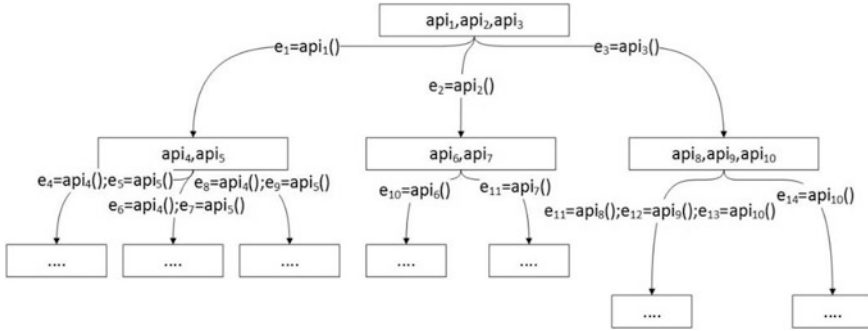 api₁,api₂,api₃
e₁=api₁()
e₃=api₃()
e₂=api₂()
api₄,api₅
api₆,api₇
api₈,api₉,api₁₀
e₄=api₄();e₅=api₅()
e₈=api₄();e₉=api₅()
e₆=api₄();e₇=api₅()
e₁₀=api₆()
e₁₁=api₇()
e₁₄=api₁₀()
e₁₁=api₈();e₁₂=api₉();e₁₃=api₁₀()
....
....
....
....
....
....
....